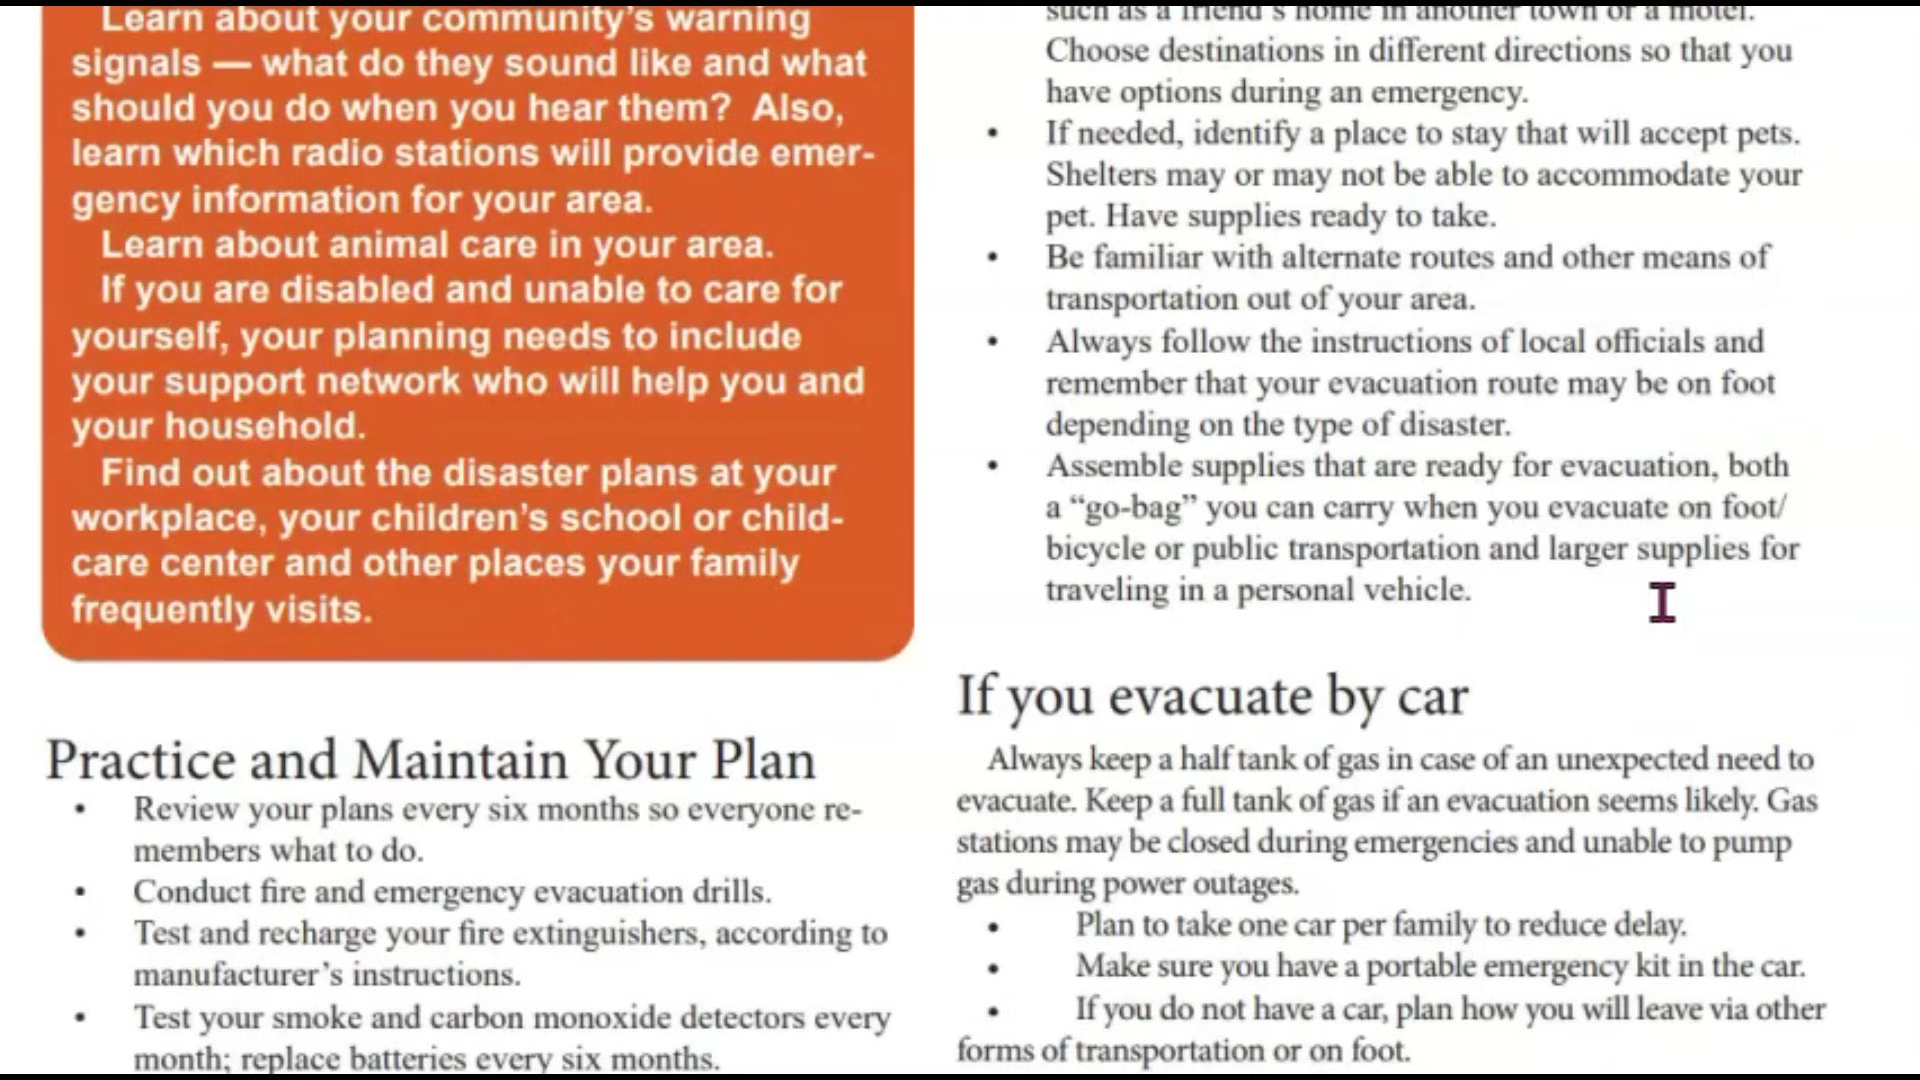 Learn about your community's warning
signals — what do they sound like and what
should you do when you hear them?  Also,
learn which radio stations will provide emer-
gency information for your area.
Learn about animal care in your area.
If you are disabled and unable to care for
yourself, your planning needs to include
your support network who will help you and
your household.
Find out about the disaster plans at your
workplace, your children's school or child-
care center and other places your family
frequently visits.
Practice and Maintain Your Plan
• Review your plans every six months so everyone re-
members what to do.
• Conduct fire and emergency evacuation drills.
• Test and recharge your fire extinguishers, according to
manufacturer's instructions.
• Test your smoke and carbon monoxide detectors every
month; replace batteries every six months.
such as a friend's home in another town or a motel.
Choose destinations in different directions so that you
have options during an emergency.
• If needed, identify a place to stay that will accept pets.
Shelters may or may not be able to accommodate your
pet. Have supplies ready to take.
• Be familiar with alternate routes and other means of
transportation out of your area.
• Always follow the instructions of local officials and
remember that your evacuation route may be on foot
depending on the type of disaster.
• Assemble supplies that are ready for evacuation, both
a “go-bag” you can carry when you evacuate on foot/
bicycle or public transportation and larger supplies for
traveling in a personal vehicle.
If you evacuate by car
Always keep a half tank of gas in case of an unexpected need to
evacuate. Keep a full tank of gas if an evacuation seems likely. Gas
stations may be closed during emergencies and unable to pump
gas during power outages.
• Plan to take one car per family to reduce delay.
• Make sure you have a portable emergency kit in the car.
• If you do not have a car, plan how you will leave via other
forms of transportation or on foot.